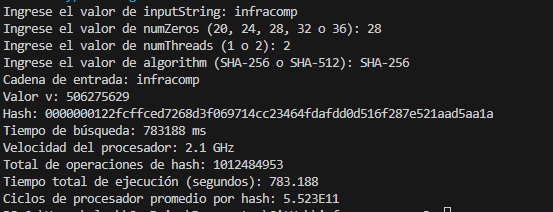 Ingrese el valor de inputString: infracomp
Ingrese el valor de numZeros (20, 24, 28, 32 o 36): 28
Ingrese el valor de numThreads (1 o 2): 2
Ingrese el valor de algorithm (SHA-256 o SHA-512): SHA-256
Cadena de entrada: infracomp
Valor v: 506275629
Hash: 0000000122fcffced7268d3f069714cc23464fdafdd0d516f287e521aad5aa1a
Tiempo de búsqueda: 783188 ms
Velocidad del procesador: 2.1 GHz
Total de operaciones de hash: 1012484953
Tiempo total de ejecución (segundos): 783.188
Ciclos de procesador promedio por hash: 5.523E11